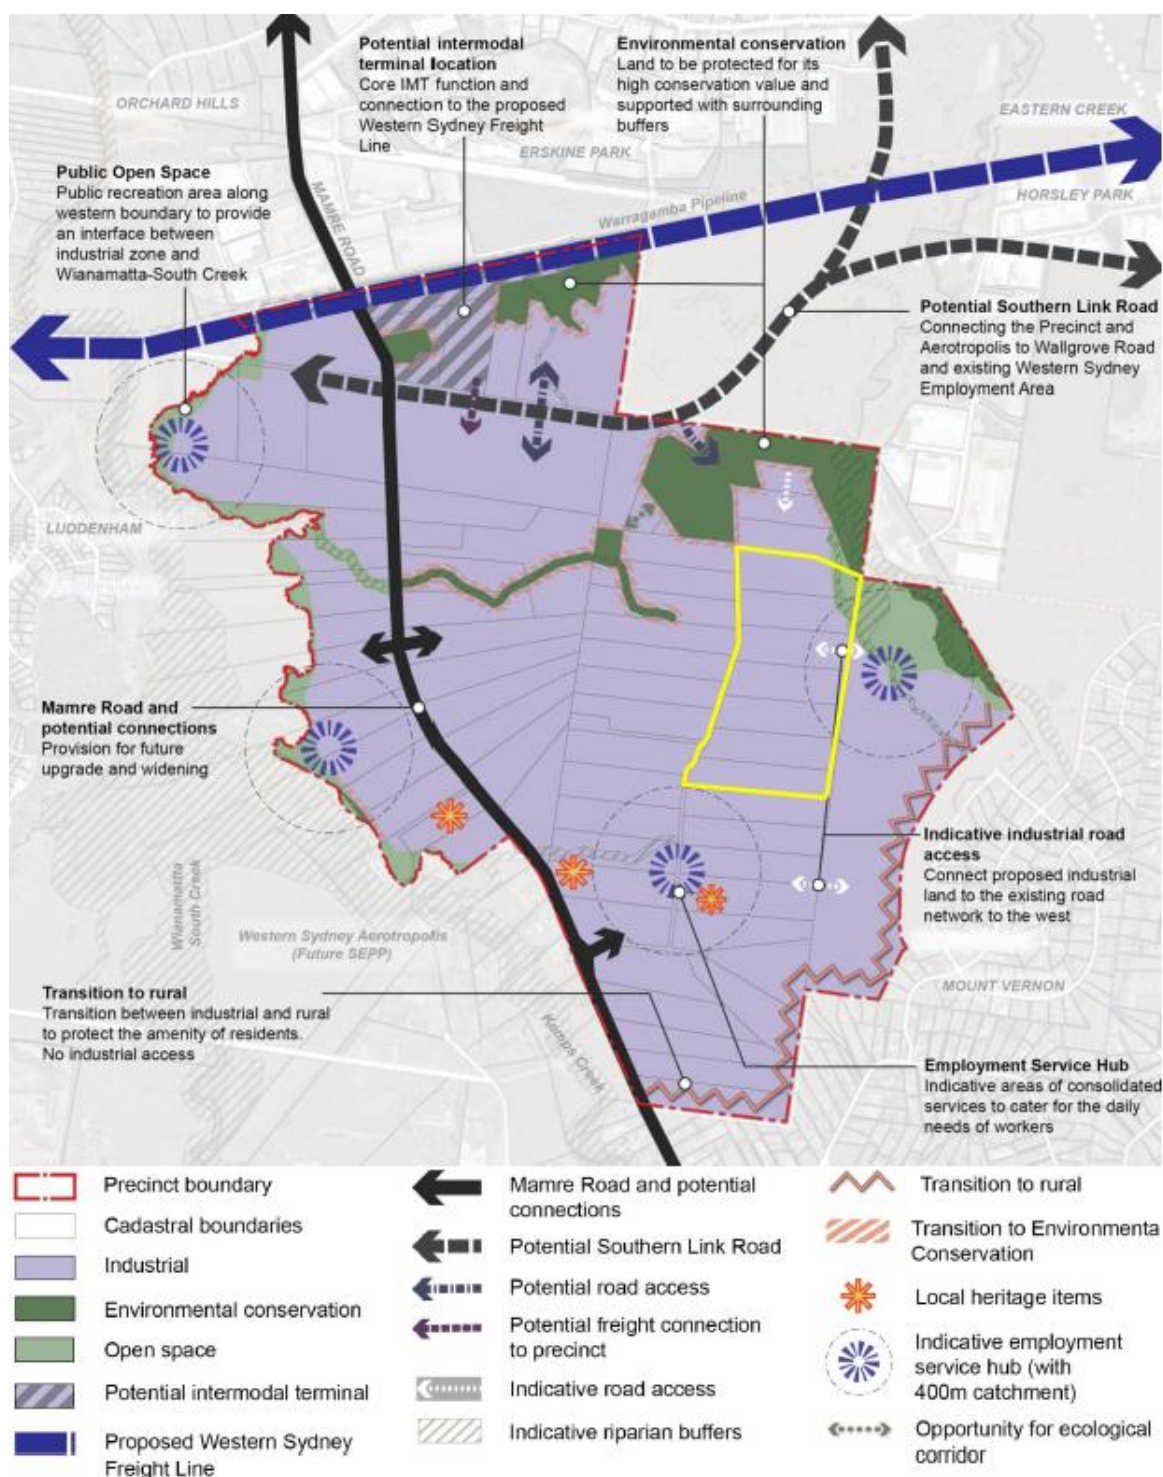 Potential intermodal
terminal location
Core IMT function and
connection to the proposed
Western Sydney Freight
Line
Environmental conservation
Land to be protected for its
high conservation value and
supported with surrounding
buffers
ORCHARD HILLS
EASTERN CREEK
ERSKINE PARK
Public Open Space
Public recreation area along
western boundary to provide
an interface between
industrial zone and
Wianamatta-South Creek
MAMRE ROAD
HORSLEY PARK
Warragamba Pipeline
Potential Southern Link Road
Connecting the Precinct and
Aerotropolis to Wallgrove Road
and existing Western Sydney
Employment Area
LUDDENHAM
Mamre Road and
potential connections
Provision for future
upgrade and widening
Indicative industrial road
access
Connect proposed industrial
land to the existing road
network to the west
Wianamattta
South Creek
Western Sydney Aerotropolis
(Future SEPP)
MOUNT VERNON
Transition to rural
Transition between industrial and rural
to protect the amenity of residents.
No industrial access
Kemps Creek
Employment Service Hub
Indicative areas of consolidated
services to cater for the daily
needs of workers
Precinct boundary
Cadastral boundaries
Industrial
Environmental conservation
Open space
Potential intermodal terminal
Proposed Western Sydney
Freight Line
Mamre Road and potential
connections
Potential Southern Link Road
Potential road access
Potential freight connection
to precinct
Indicative road access
Indicative riparian buffers
Transition to rural
Transition to Environmenta
Conservation
Local heritage items
Indicative employment
service hub (with
400m catchment)
Opportunity for ecological
corridor